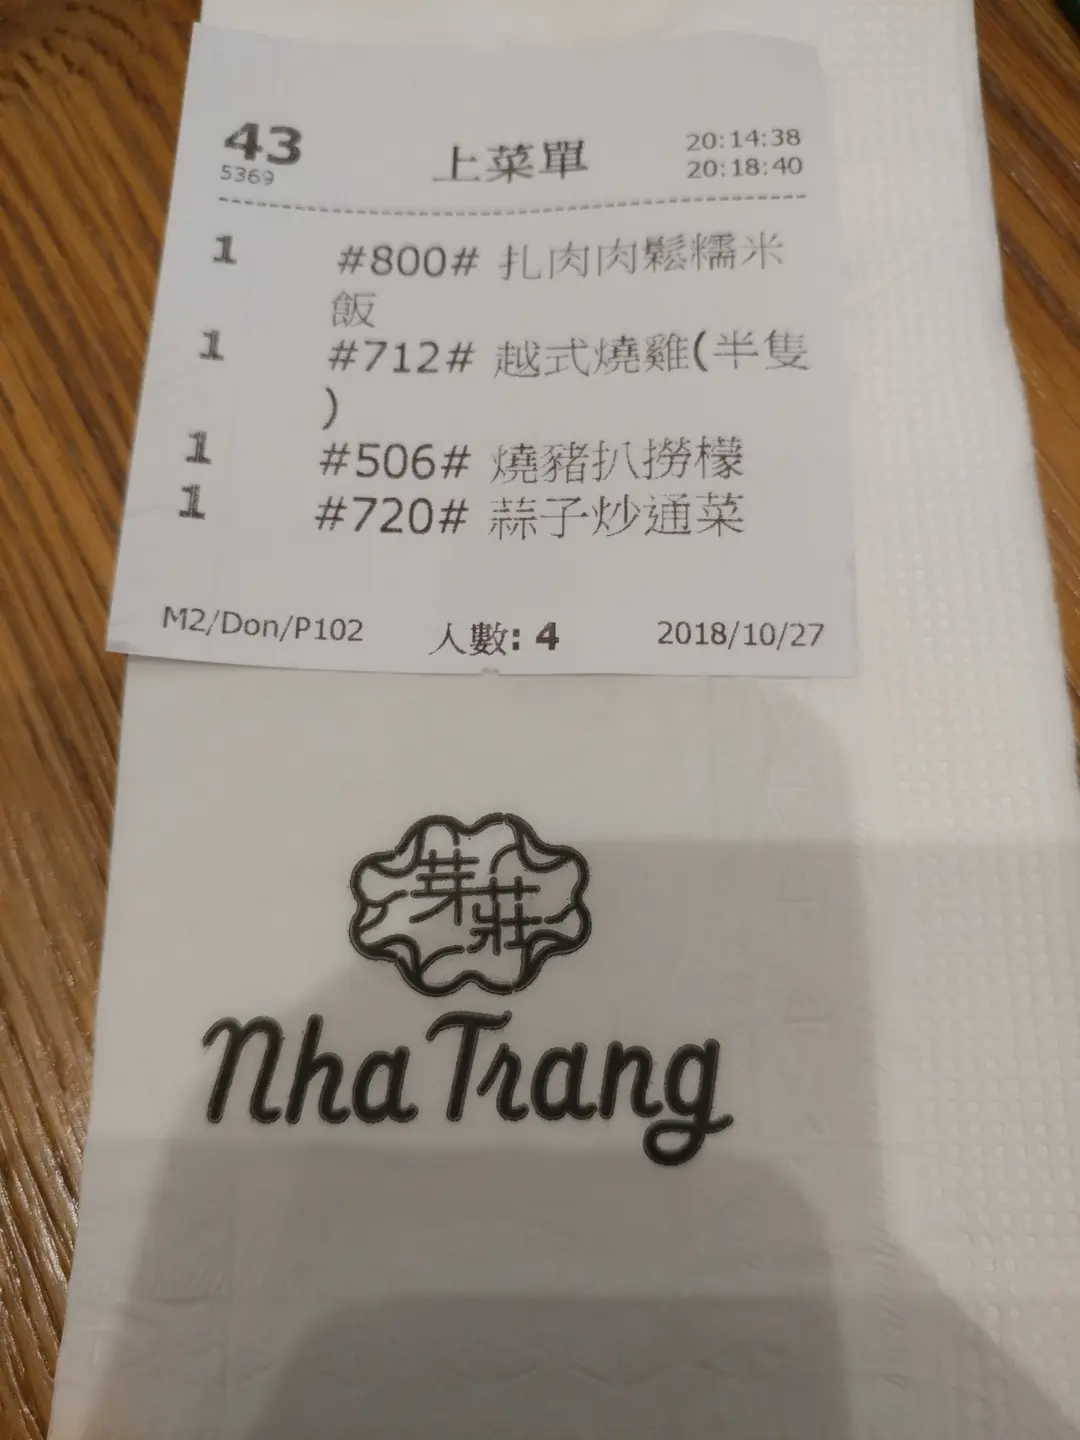 43 上菜單 20:14:38
5369 20:18:40
1 #800# 扎肉肉鬆糯米
飯
1 #712# 越式燒雞(半隻
)
1 #506# 燒豬扒撈檬
1 #720# 蒜子炒通菜
M2/Don/P102 人數: 4 2018/10/27
芽莊
Nha Trang